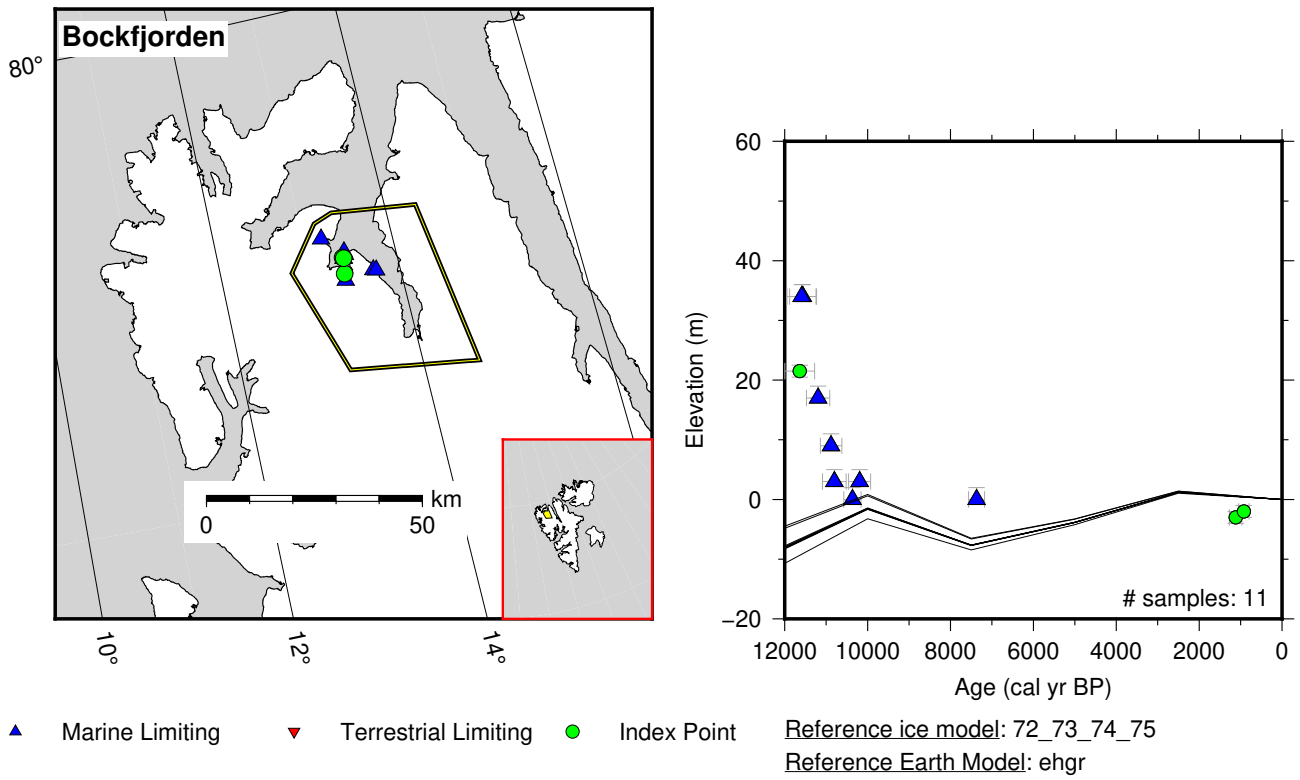 Bockfjorden
80°
km
0 50
10° 12° 14°
60
40
20
0
−20
Elevation (m)
# samples: 11
12000 10000 8000 6000 4000 2000 0
Age (cal yr BP)
Marine Limiting Terrestrial Limiting Index Point
Reference ice model: 72_73_74_75
Reference Earth Model: ehgr